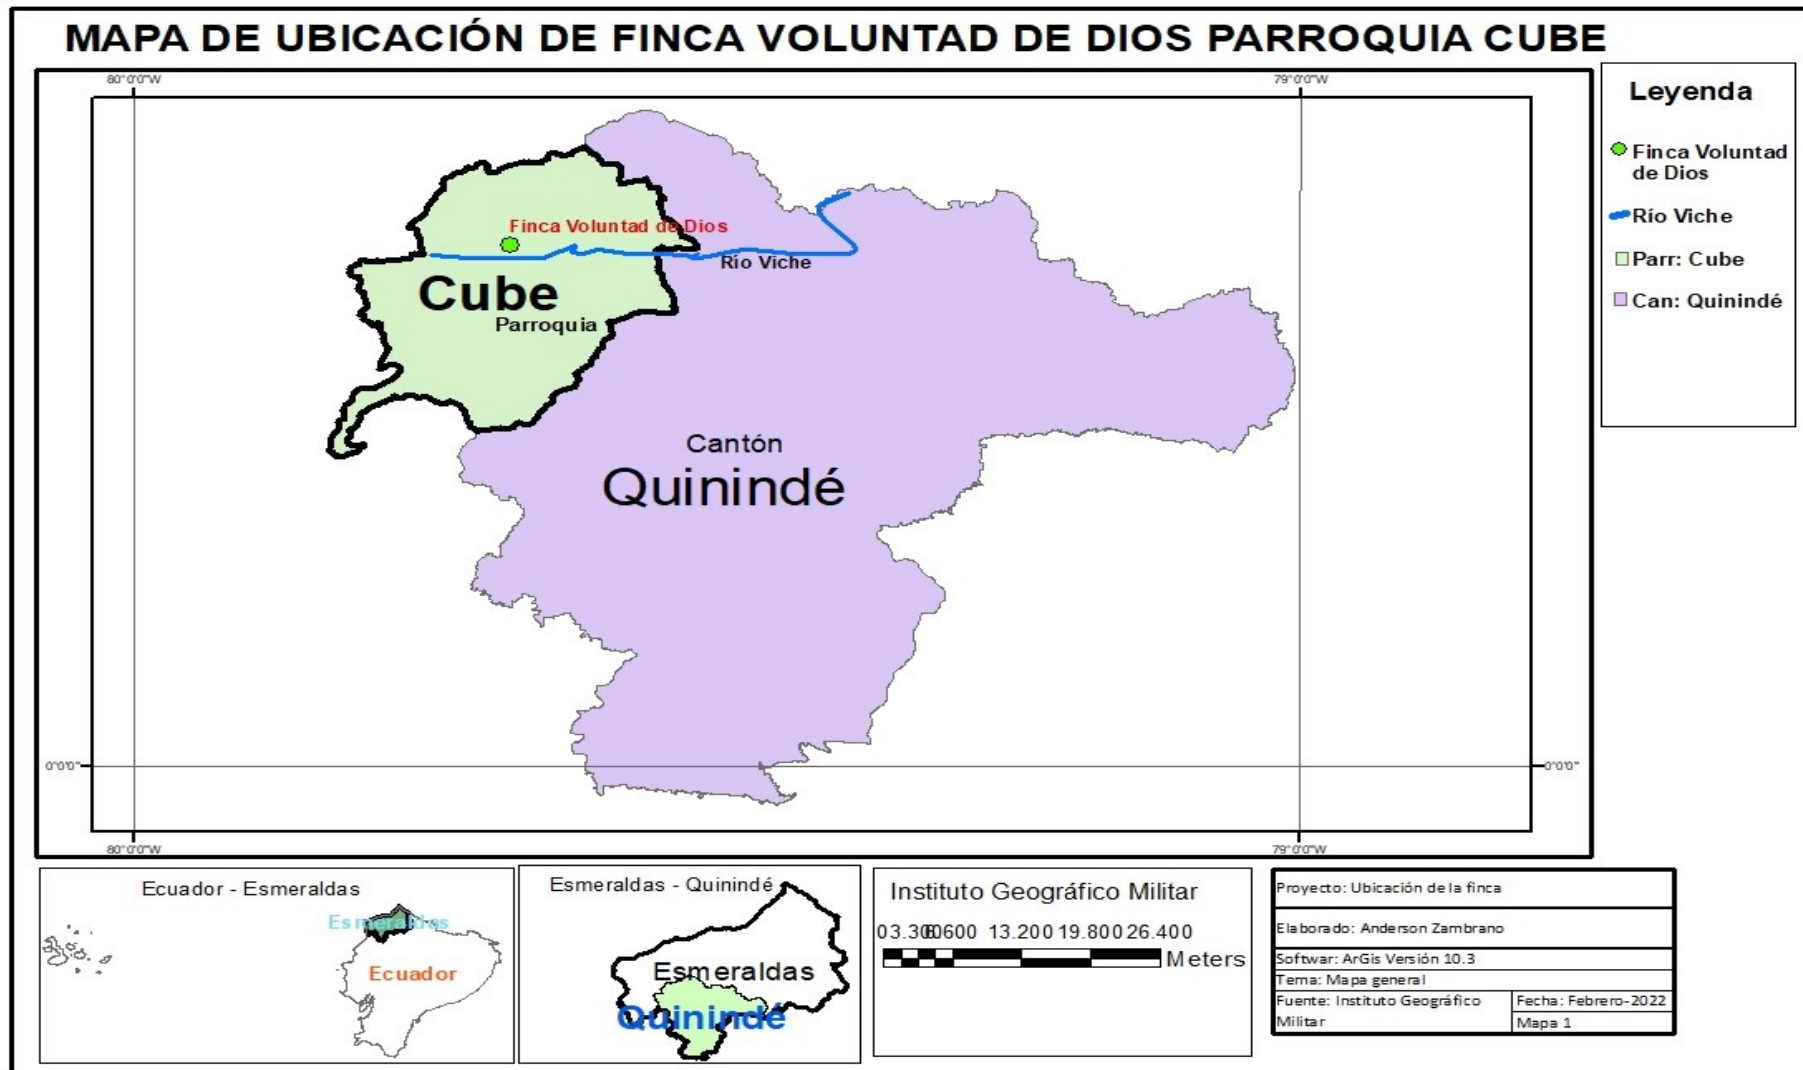 MAPA DE UBICACIÓN DE FINCA VOLUNTAD DE DIOS PARROQUIA CUBE
80°0'0"W
79°0'0"W
Leyenda
Finca Voluntad
de Dios
Río Viche
Parr: Cube
Can: Quinindé
Finca Voluntad de Dios
Río Viche
Cube
Parroquia
Cantón
Quinindé
0°0'0"
0°0'0"
80°0'0"W
79°0'0"W
Ecuador - Esmeraldas
Esmeraldas
Ecuador
Esmeraldas - Quinindé
Esmeraldas
Quinindé
Instituto Geográfico Militar
03.3006.600 13.200 19.800 26.400
Meters
Proyecto: Ubicación de la finca
Elaborado: Anderson Zambrano
Softwar: ArGis Versión 10.3
Tema: Mapa general
Fuente: Instituto Geográfico
Militar
Fecha: Febrero-2022
Mapa 1